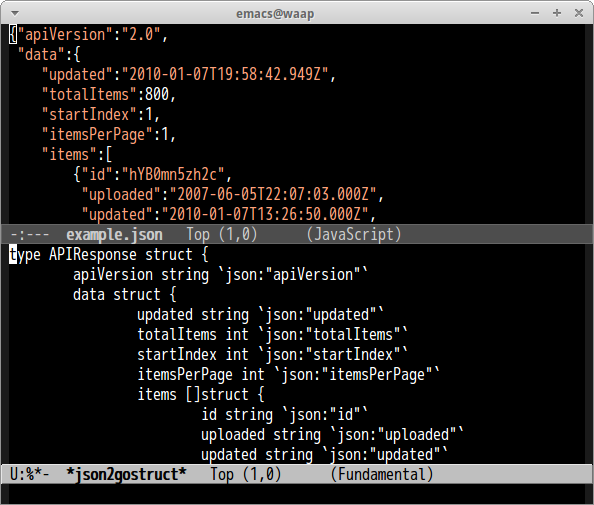 emacs@waap
{"apiVersion":"2.0",
 "data":{
    "updated":"2010-01-07T19:58:42.949Z",
    "totalItems":800,
    "startIndex":1,
    "itemsPerPage":1,
    "items":[
        {"id":"hYB0mn5zh2c",
         "uploaded":"2007-06-05T22:07:03.000Z",
         "updated":"2010-01-07T13:26:50.000Z",
-:---  example.json   Top (1,0)      (JavaScript)
type APIResponse struct {
        apiVersion string `json:"apiVersion"`
        data struct {
                updated string `json:"updated"`
                totalItems int `json:"totalItems"`
                startIndex int `json:"startIndex"`
                itemsPerPage int `json:"itemsPerPage"`
                items []struct {
                        id string `json:"id"`
                        uploaded string `json:"uploaded"`
                        updated string `json:"updated"`
U:%*-  *json2gostruct*   Top (1,0)      (Fundamental)